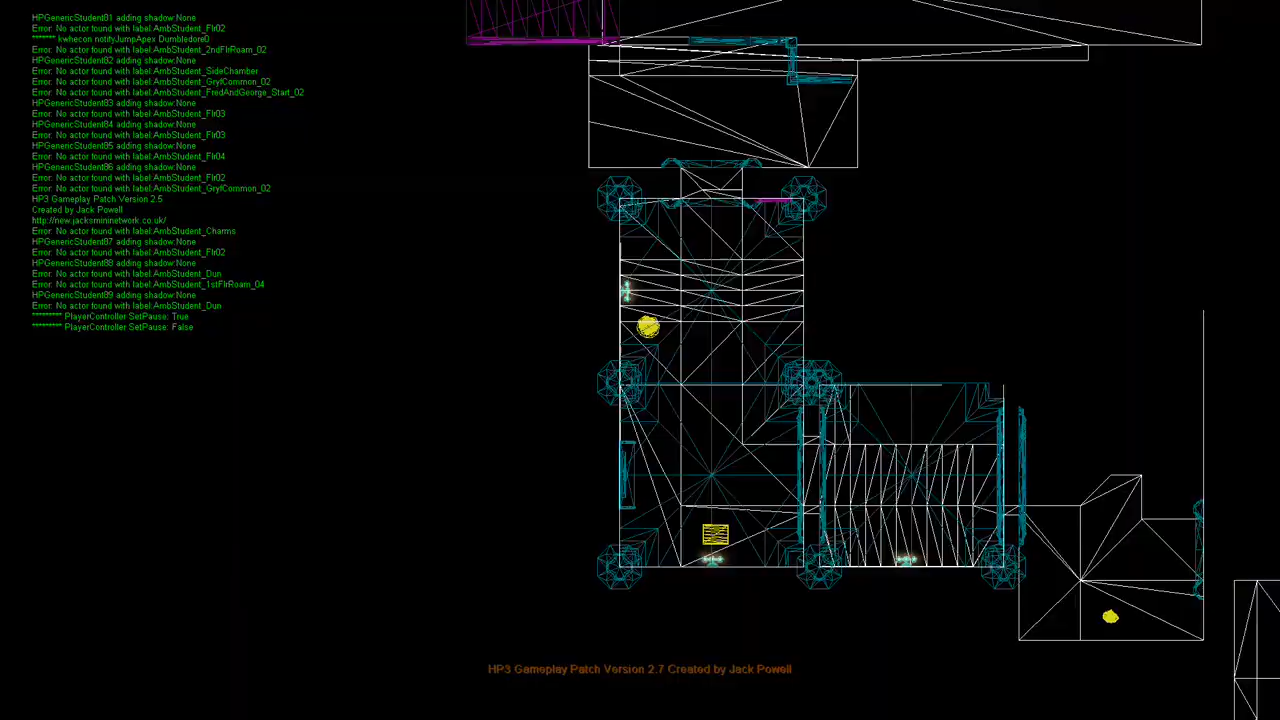 HPGenericStudent81 adding shadow:None
Error: No actor found with label:AmbStudent_Flr02
******* kwhecon notifyJumpApex Dumbledore0
Error: No actor found with label:AmbStudent_2ndFlrRoam_02
HPGenericStudent82 adding shadow:None
Error: No actor found with label:AmbStudent_SideChamber
Error: No actor found with label:AmbStudent_GryfCommon_02
Error: No actor found with label:AmbStudent_FredAndGeorge_Start_02
HPGenericStudent83 adding shadow:None
Error: No actor found with label:AmbStudent_Flr03
HPGenericStudent84 adding shadow:None
Error: No actor found with label:AmbStudent_Flr03
HPGenericStudent85 adding shadow:None
Error: No actor found with label:AmbStudent_Flr04
HPGenericStudent86 adding shadow:None
Error: No actor found with label:AmbStudent_Flr02
Error: No actor found with label:AmbStudent_GryfCommon_02
HP3 Gameplay Patch Version 2.5
Created by Jack Powell
http://new.jacksmininetwork.co.uk/
Error: No actor found with label:AmbStudent_Charms
HPGenericStudent87 adding shadow:None
Error: No actor found with label:AmbStudent_Flr02
HPGenericStudent88 adding shadow:None
Error: No actor found with label:AmbStudent_Dun
Error: No actor found with label:AmbStudent_1stFlrRoam_04
HPGenericStudent89 adding shadow:None
Error: No actor found with label:AmbStudent_Dun
********* PlayerController SetPause: True
********* PlayerController SetPause: False
HP3 Gameplay Patch Version 2.7 Created by Jack Powell